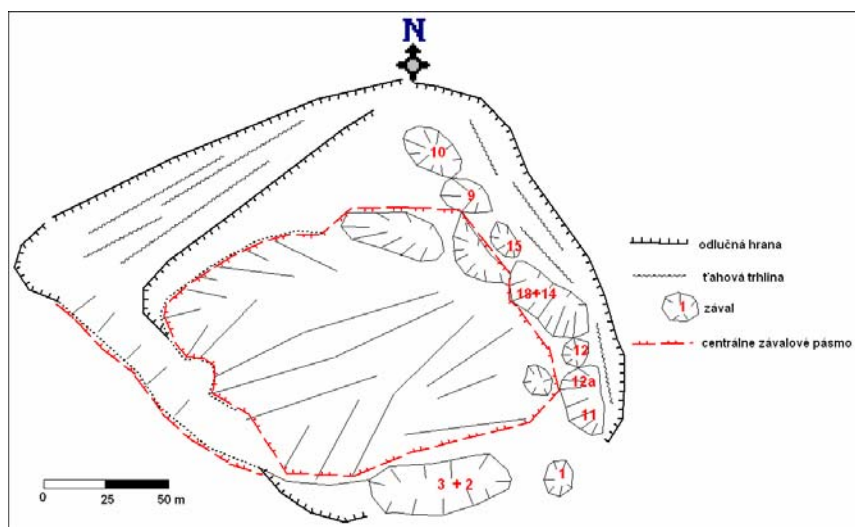 N
10
9
15
18+14
12
12a
11
3 + 2
1
odlučná hrana
ťahová trhlina
1 zával
centrálne závalové pásmo
0 25 50 m